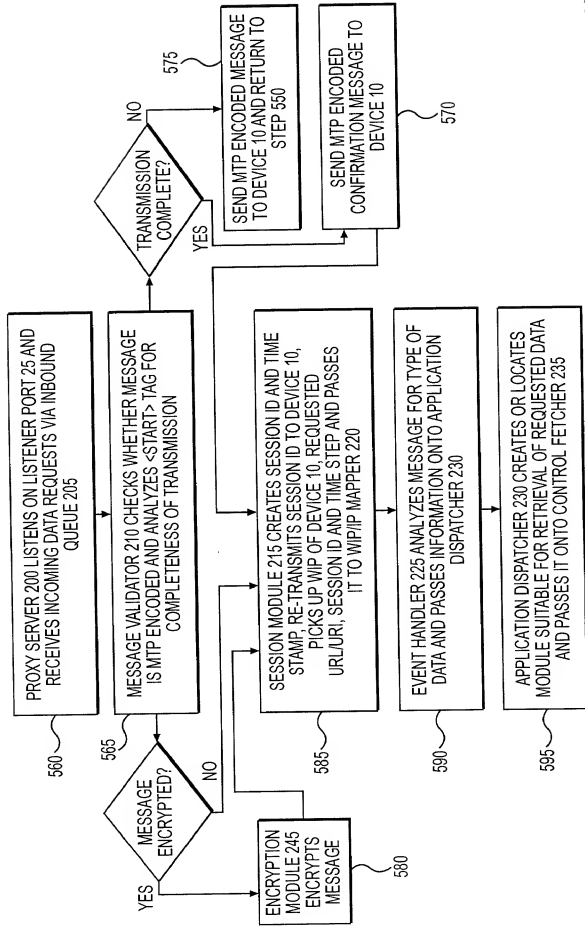 PROXY SERVER 200 LISTENS ON LISTENER PORT 25 AND
RECEIVES INCOMING DATA REQUESTS VIA INBOUND
QUEUE 205
560
MESSAGE VALIDATOR 210 CHECKS WHETHER MESSAGE
IS MTP ENCODED AND ANALYZES <START> TAG FOR
COMPLETENESS OF TRANSMISSION
565
TRANSMISSION
COMPLETE?
NO
YES
SEND MTP ENCODED MESSAGE
TO DEVICE 10 AND RETURN TO
STEP 550
575
SEND MTP ENCODED
CONFIRMATION MESSAGE TO
DEVICE 10
570
MESSAGE
ENCRYPTED?
YES
NO
ENCRYPTION
MODULE 245
ENCRYPTS
MESSAGE
580
SESSION MODULE 215 CREATES SESSION ID AND TIME
STAMP, RE-TRANSMITS SESSION ID TO DEVICE 10,
PICKS UP WIP OF DEVICE 10, REQUESTED
URL/URI, SESSION ID AND TIME STEP AND PASSES
IT TO WIP/IP MAPPER 220
585
EVENT HANDLER 225 ANALYZES MESSAGE FOR TYPE OF
DATA AND PASSES INFORMATION ONTO APPLICATION
DISPATCHER 230
590
APPLICATION DISPATCHER 230 CREATES OR LOCATES
MODULE SUITABLE FOR RETRIEVAL OF REQUESTED DATA
AND PASSES IT ONTO CONTROL FETCHER 235
595